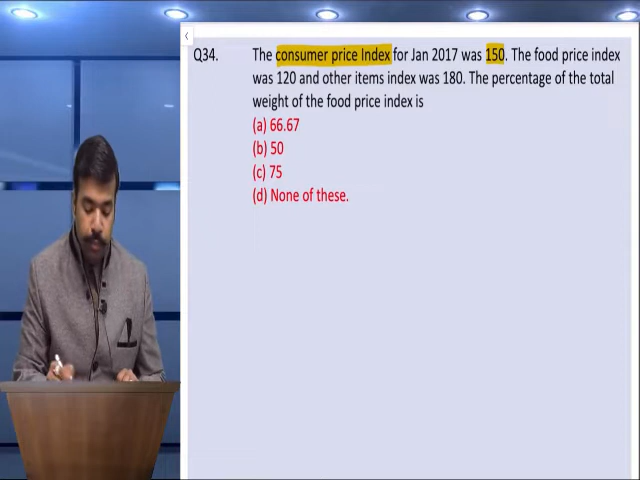 Q34. The consumer price Index for Jan 2017 was 150. The food price index
was 120 and other items index was 180. The percentage of the total
weight of the food price index is
(a) 66.67
(b) 50
(c) 75
(d) None of these.